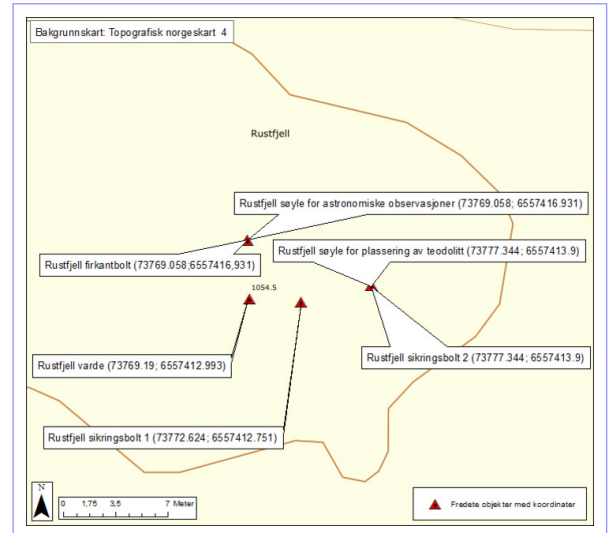 Bakgrunnskart: Topografisk norgeskart 4
Rustfjell
Rustfjell søyle for astronomiske observasjoner (73769.058; 6557416.931)
Rustfjell søyle for plassering av teodolitt (73777.344; 6557413.9)
Rustfjell firkantbolt (73769.058;6557416,931)
1054.5
Rustfjell varde (73769.19; 6557412.993)
Rustfjell sikringsbolt 2 (73777.344; 6557413.9)
Rustfjell sikringsbolt 1 (73772.624; 6557412.751)
N
0 1,75 3,5 7 Meter
Fredete objekter med koordinater